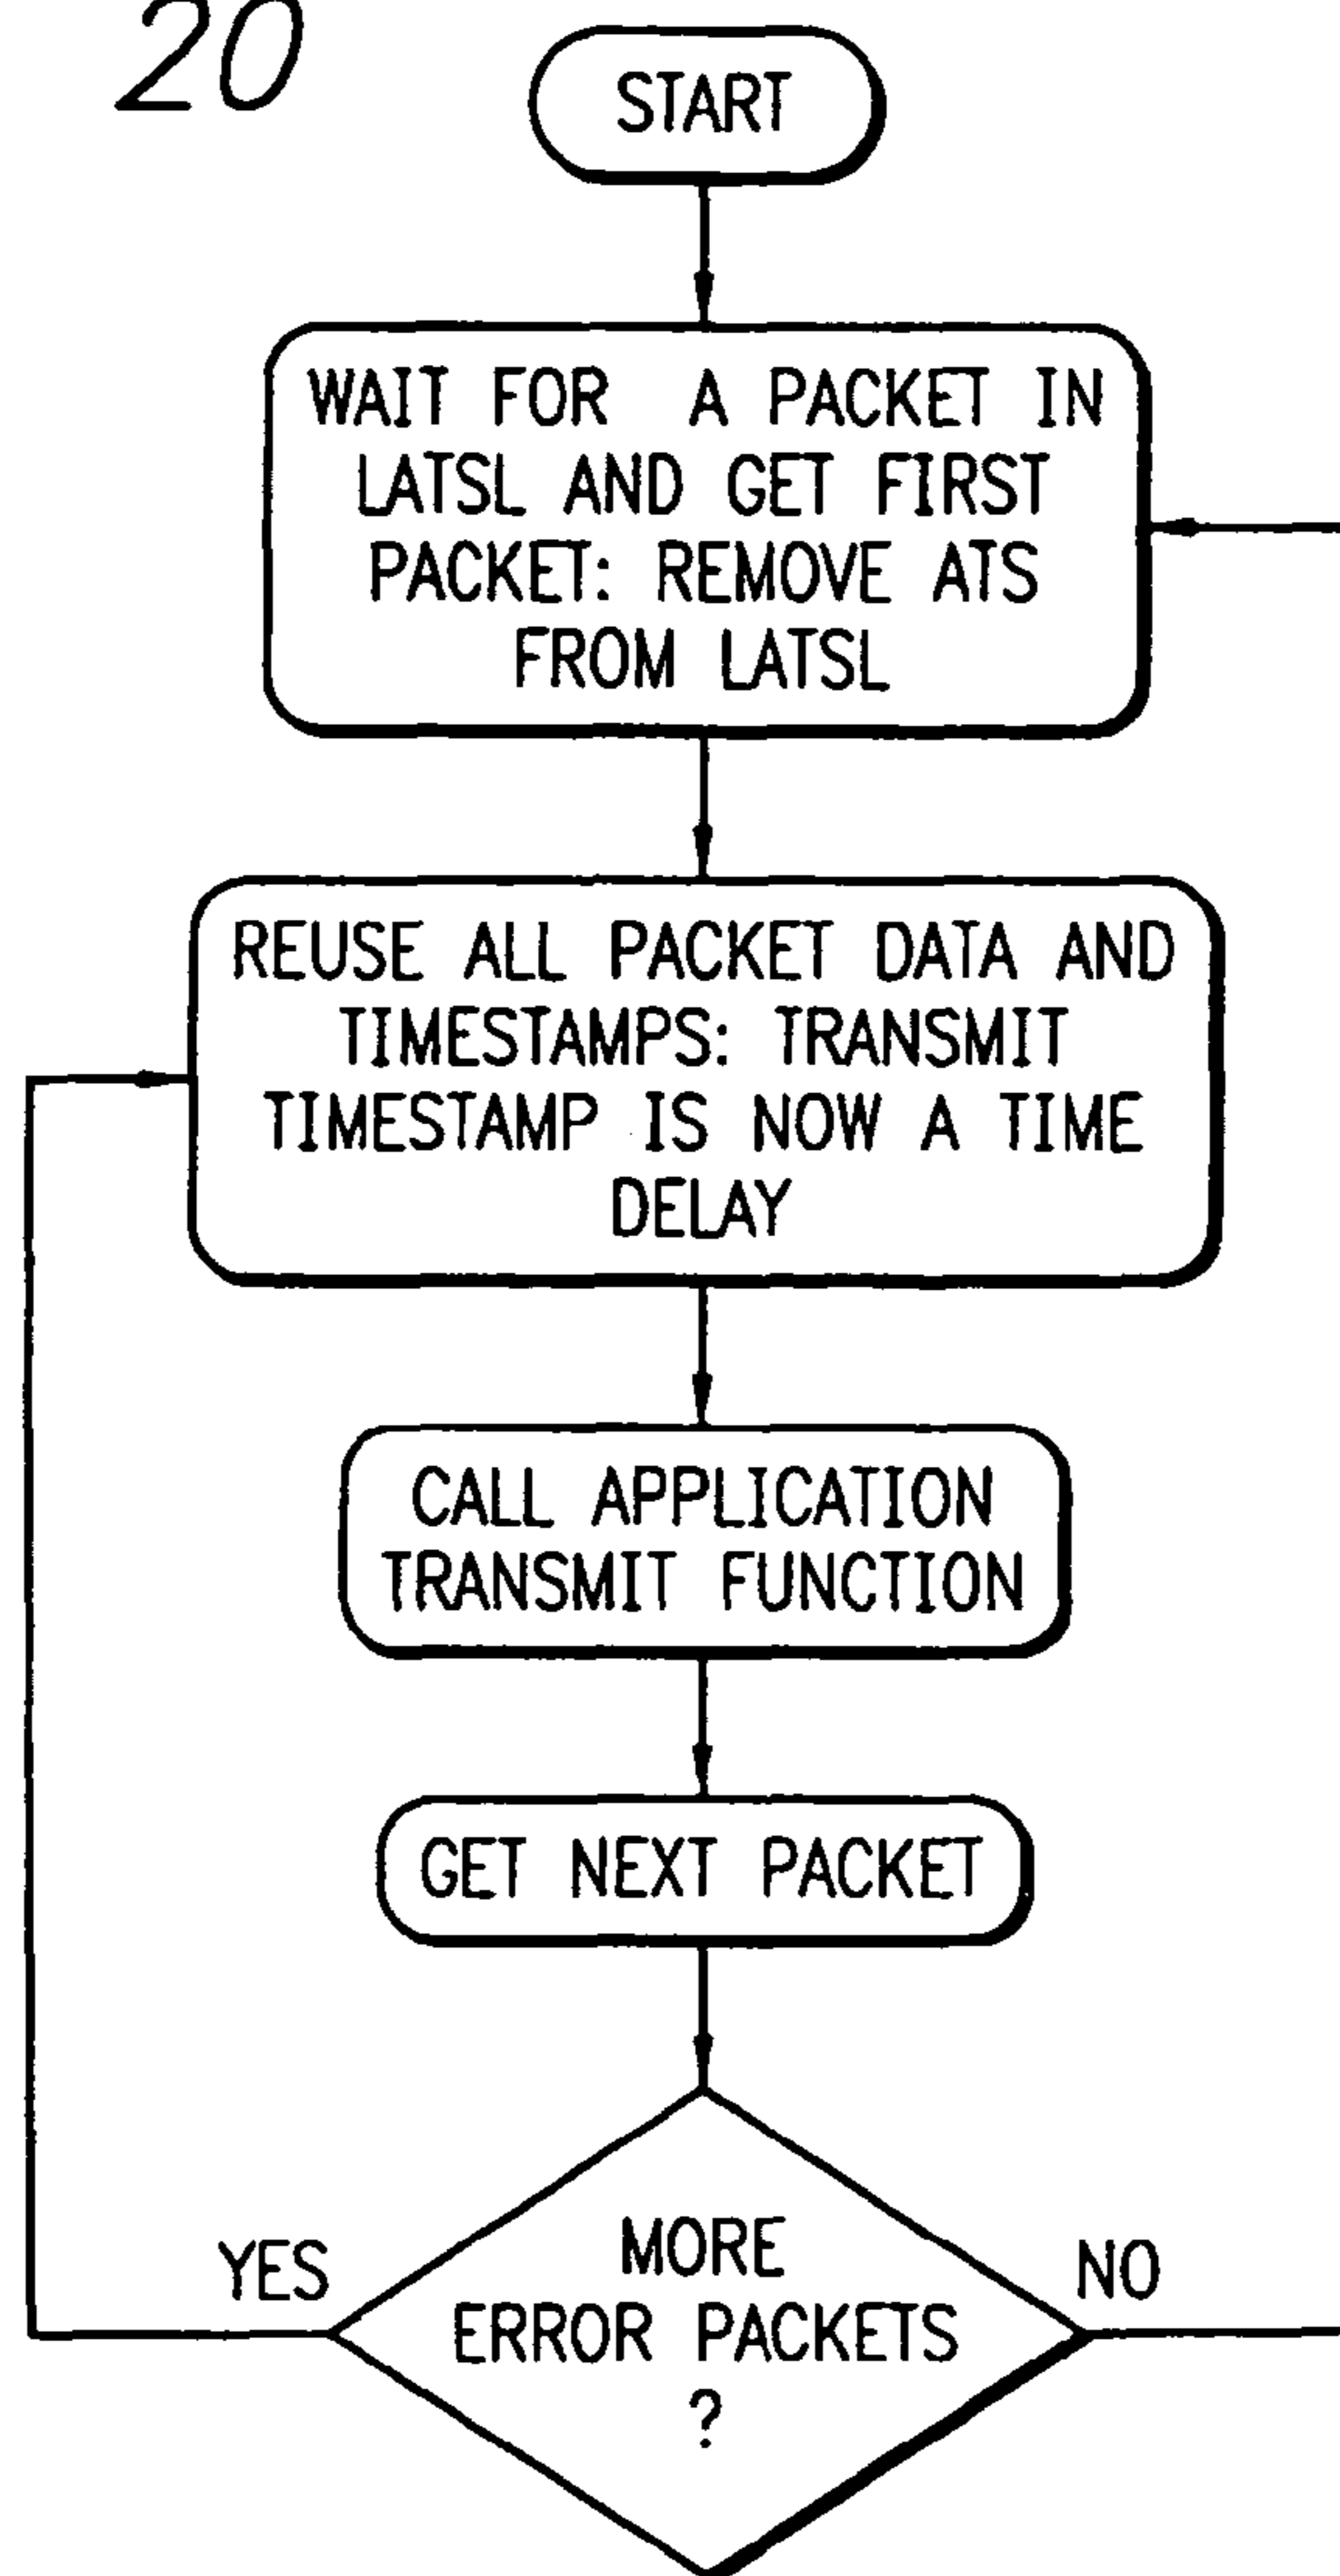 20
START
WAIT FOR A PACKET IN
LATSL AND GET FIRST
PACKET: REMOVE ATS
FROM LATSL
REUSE ALL PACKET DATA AND
TIMESTAMPS: TRANSMIT
TIMESTAMP IS NOW A TIME
DELAY
CALL APPLICATION
TRANSMIT FUNCTION
GET NEXT PACKET
YES
MORE
ERROR PACKETS
?
NO